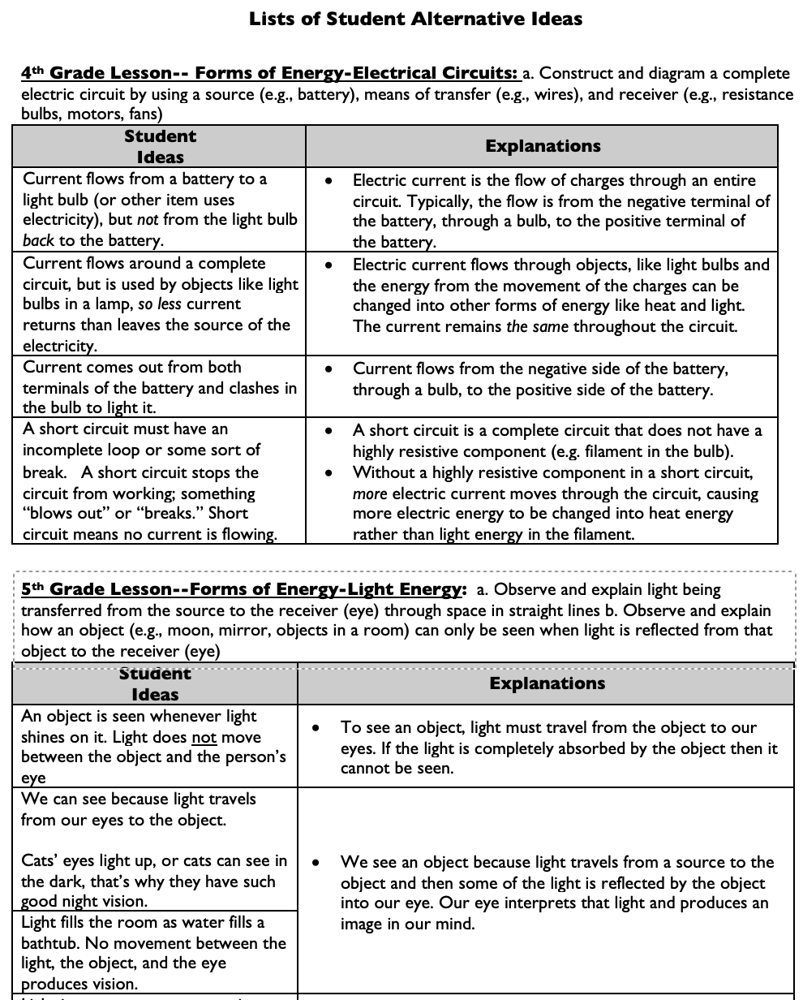 Lists of Student Alternative Ideas
4th Grade Lesson-- Forms of Energy-Electrical Circuits: a. Construct and diagram a complete
electric circuit by using a source (e.g., battery), means of transfer (e.g., wires), and receiver (e.g., resistance
bulbs, motors, fans)
Student
Ideas
Explanations
Current flows from a battery to a
light bulb (or other item uses
electricity), but not from the light bulb
back to the battery.
• Electric current is the flow of charges through an entire
circuit. Typically, the flow is from the negative terminal of
the battery, through a bulb, to the positive terminal of
the battery.
Current flows around a complete
circuit, but is used by objects like light
bulbs in a lamp, so less current
returns than leaves the source of the
electricity.
• Electric current flows through objects, like light bulbs and
the energy from the movement of the charges can be
changed into other forms of energy like heat and light.
The current remains the same throughout the circuit.
Current comes out from both
terminals of the battery and clashes in
the bulb to light it.
• Current flows from the negative side of the battery,
through a bulb, to the positive side of the battery.
A short circuit must have an
incomplete loop or some sort of
break. A short circuit stops the
circuit from working; something
“blows out” or “breaks.” Short
circuit means no current is flowing.
• A short circuit is a complete circuit that does not have a
highly resistive component (e.g. filament in the bulb).
• Without a highly resistive component in a short circuit,
more electric current moves through the circuit, causing
more electric energy to be changed into heat energy
rather than light energy in the filament.
5th Grade Lesson--Forms of Energy-Light Energy: a. Observe and explain light being
transferred from the source to the receiver (eye) through space in straight lines b. Observe and explain
how an object (e.g., moon, mirror, objects in a room) can only be seen when light is reflected from that
object to the receiver (eye)
Student
Ideas
Explanations
An object is seen whenever light
shines on it. Light does not move
between the object and the person’s
eye
• To see an object, light must travel from the object to our
eyes. If the light is completely absorbed by the object then it
cannot be seen.
We can see because light travels
from our eyes to the object.
Cats’ eyes light up, or cats can see in
the dark, that’s why they have such
good night vision.
Light fills the room as water fills a
bathtub. No movement between the
light, the object, and the eye
produces vision.
• We see an object because light travels from a source to the
object and then some of the light is reflected by the object
into our eye. Our eye interprets that light and produces an
image in our mind.